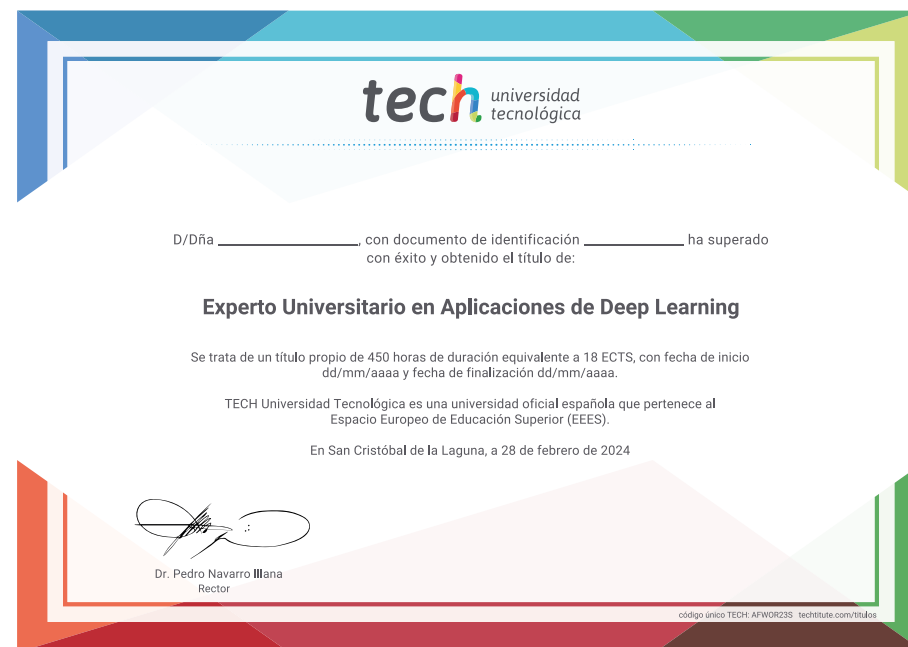 tech universidad
tecnológica
D/Dña ____________________, con documento de identificación ______________ ha superado
con éxito y obtenido el título de:
Experto Universitario en Aplicaciones de Deep Learning
Se trata de un título propio de 450 horas de duración equivalente a 18 ECTS, con fecha de inicio
dd/mm/aaaa y fecha de finalización dd/mm/aaaa.
TECH Universidad Tecnológica es una universidad oficial española que pertenece al
Espacio Europeo de Educación Superior (EEES).
En San Cristóbal de la Laguna, a 28 de febrero de 2024
Dr. Pedro Navarro Illana
Rector
código único TECH: AFWOR23S techtitute.com/titulos